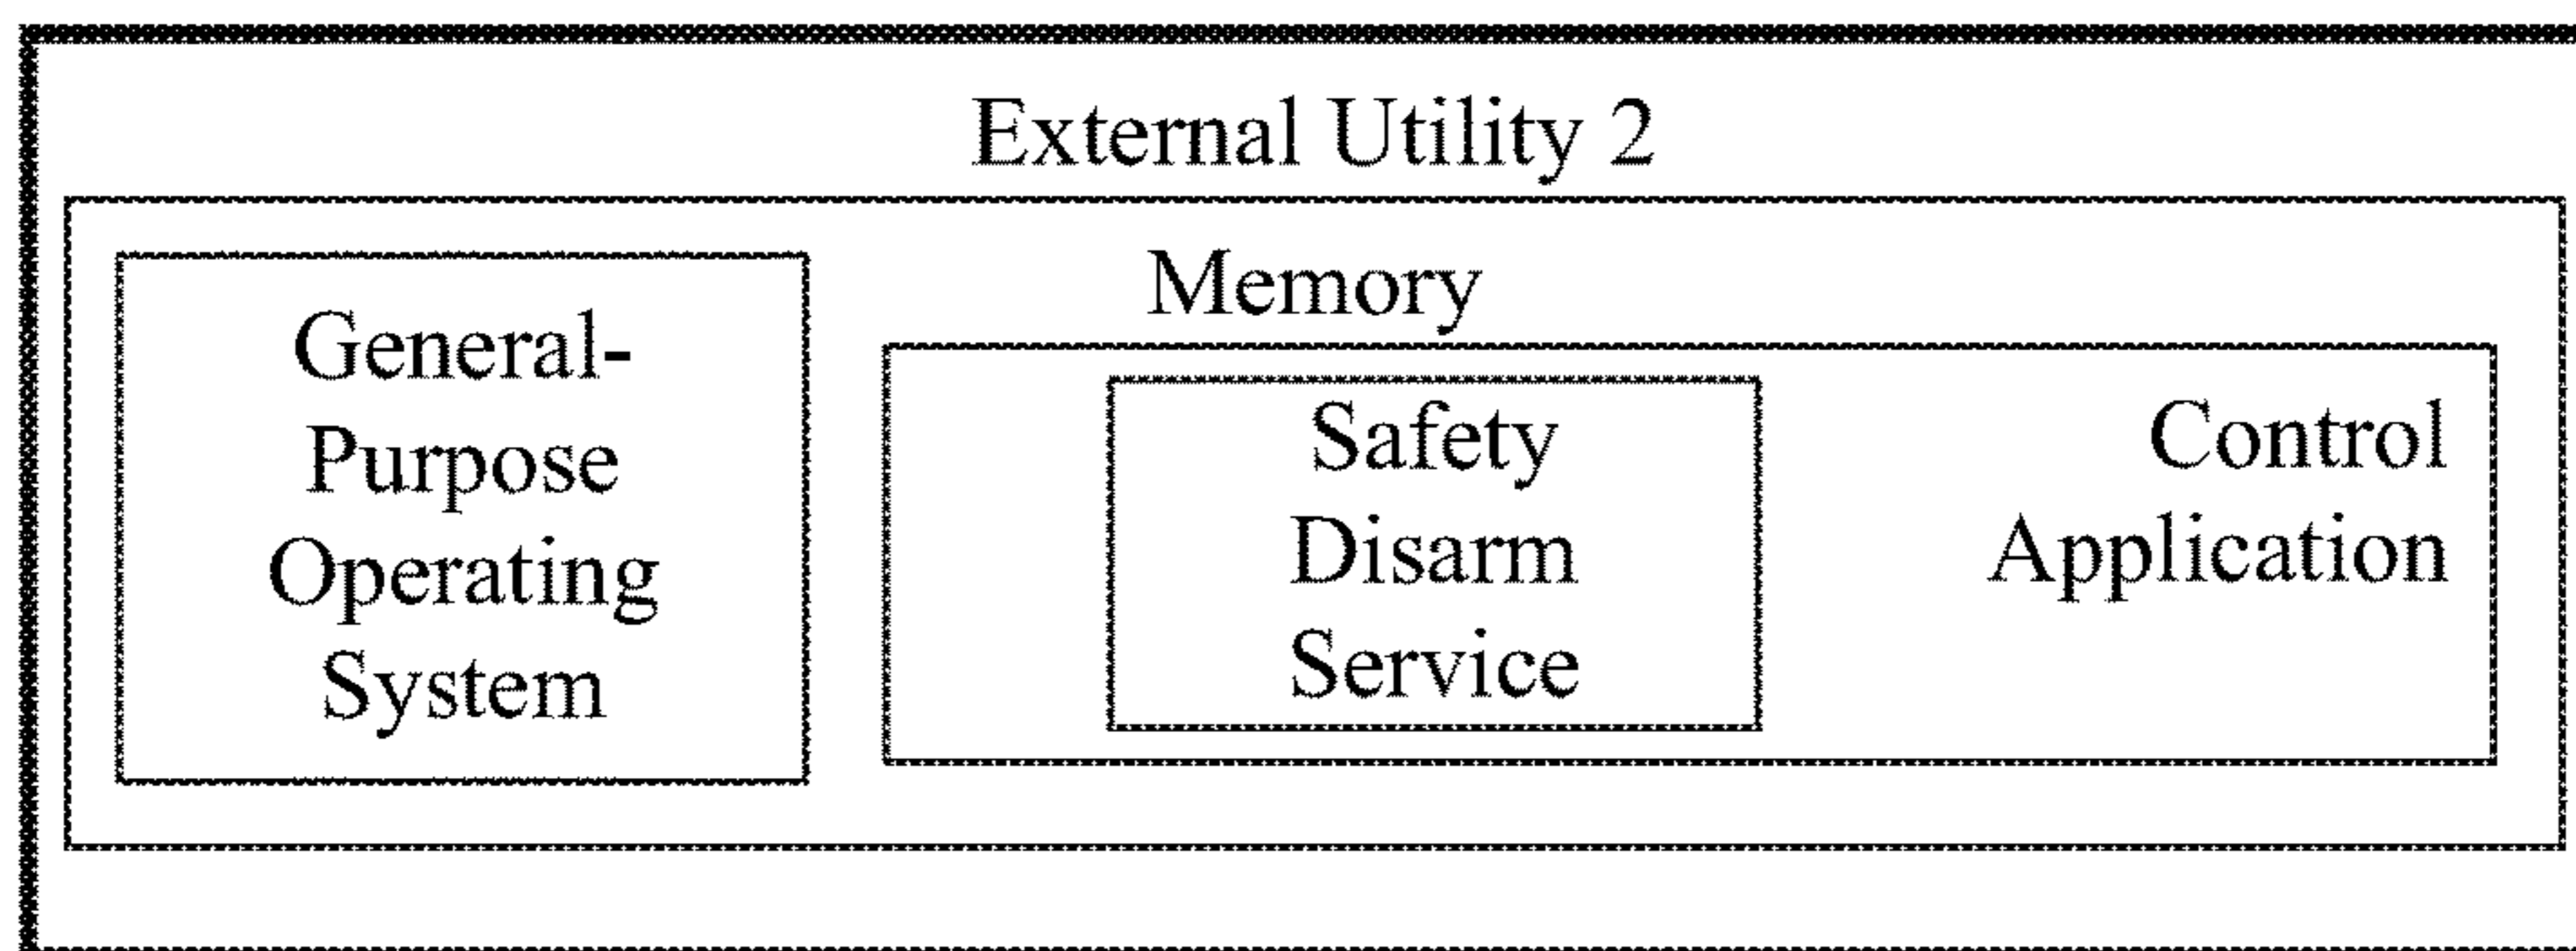 External Utility 2
Memory
General-
Purpose
Operating
System
Safety
Disarm
Service
Control
Application